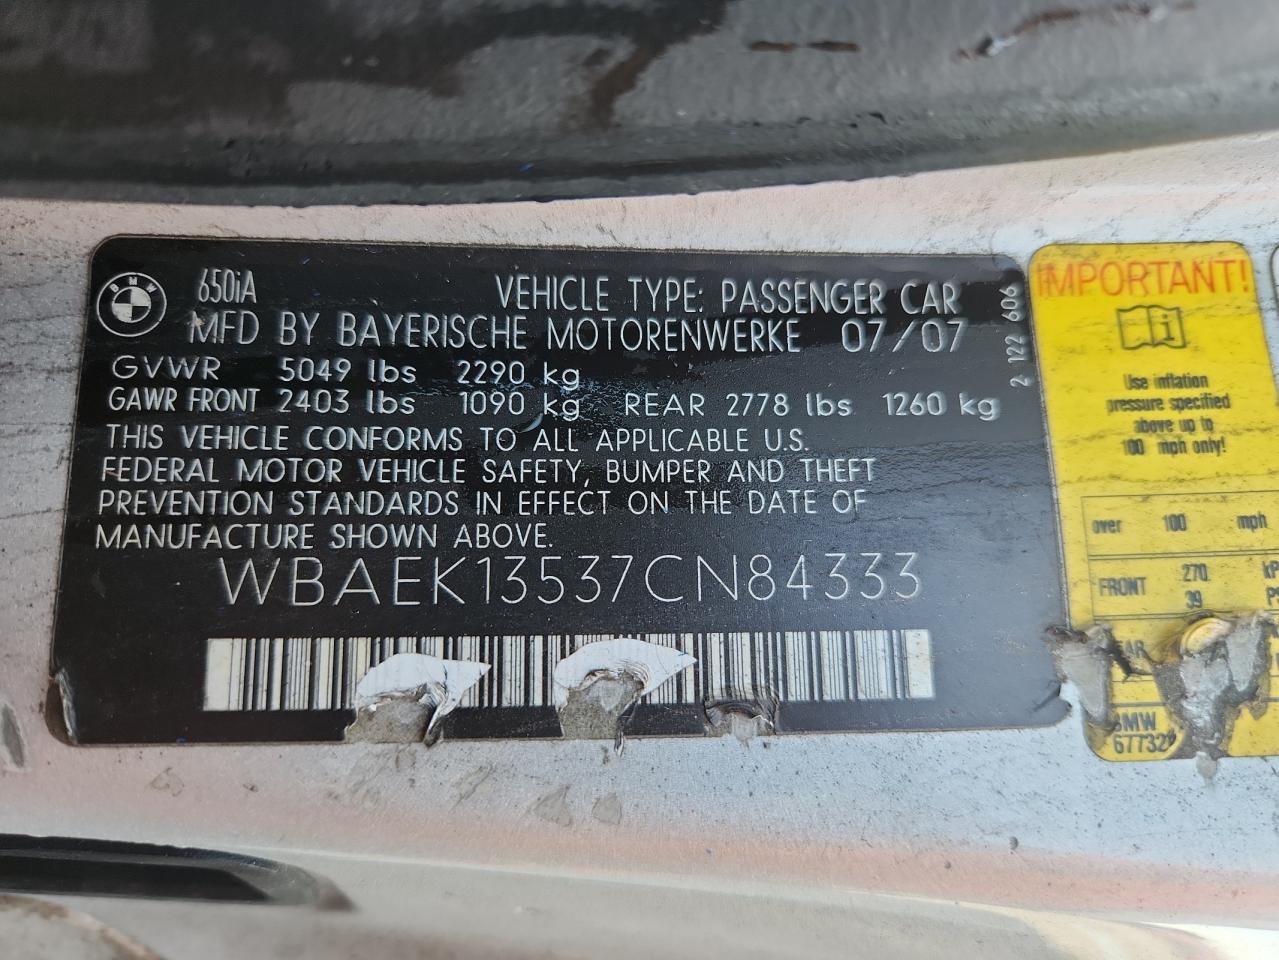 BMW
650iA
VEHICLE TYPE: PASSENGER CAR
MFD BY BAYERISCHE MOTORENWERKE 07/07
GVWR 5049 lbs 2290 kg
GAWR FRONT 2403 lbs 1090 kg REAR 2778 lbs 1260 kg
THIS VEHICLE CONFORMS TO ALL APPLICABLE U.S.
FEDERAL MOTOR VEHICLE SAFETY, BUMPER AND THEFT
PREVENTION STANDARDS IN EFFECT ON THE DATE OF
MANUFACTURE SHOWN ABOVE.
WBAEK13537CN84333
2 122 606
IMPORTANT!
Use inflation
pressure specified
above up to
100 mph only!
over 100 mph
FRONT 270
39
BMW